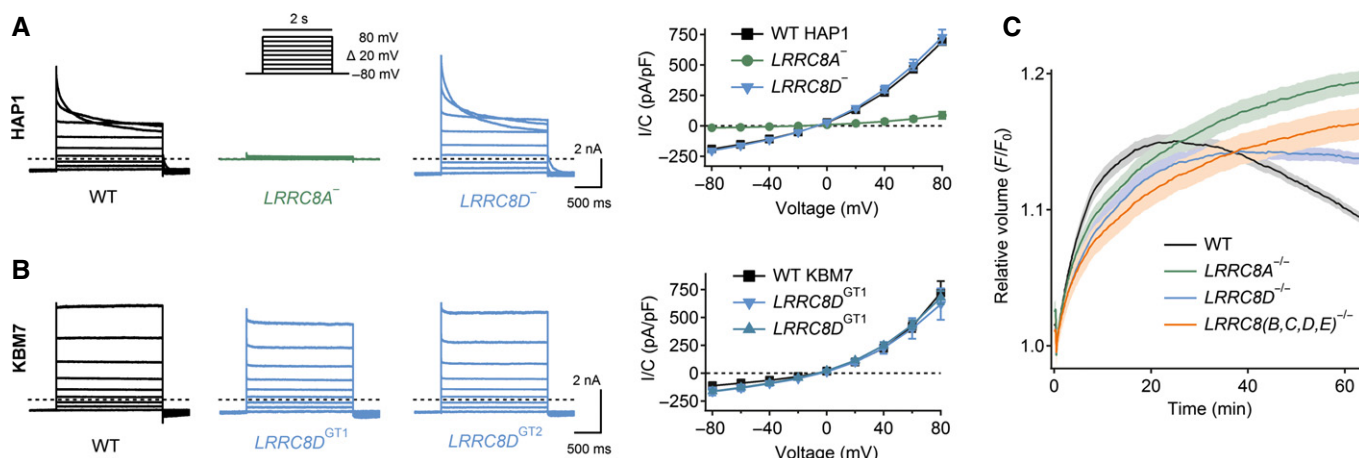 A
HAP1
2 s
80 mV
Δ 20 mV
−80 mV
WT
LRRC8A⁻
LRRC8D⁻
2 nA
500 ms
I/C (pA/pF)
750
500
250
0
−250
WT HAP1
LRRC8A⁻
LRRC8D⁻
−80 −40 0 40 80
Voltage (mV)
B
KBM7
WT
LRRC8D^GT1
LRRC8D^GT2
2 nA
500 ms
I/C (pA/pF)
750
500
250
0
−250
WT KBM7
LRRC8D^GT1
LRRC8D^GT1
−80 −40 0 40 80
Voltage (mV)
C
Relative volume (F/F₀)
1.2
1.1
1.0
WT
LRRC8A⁻/⁻
LRRC8D⁻/⁻
LRRC8(B,C,D,E)⁻/⁻
0 20 40 60
Time (min)